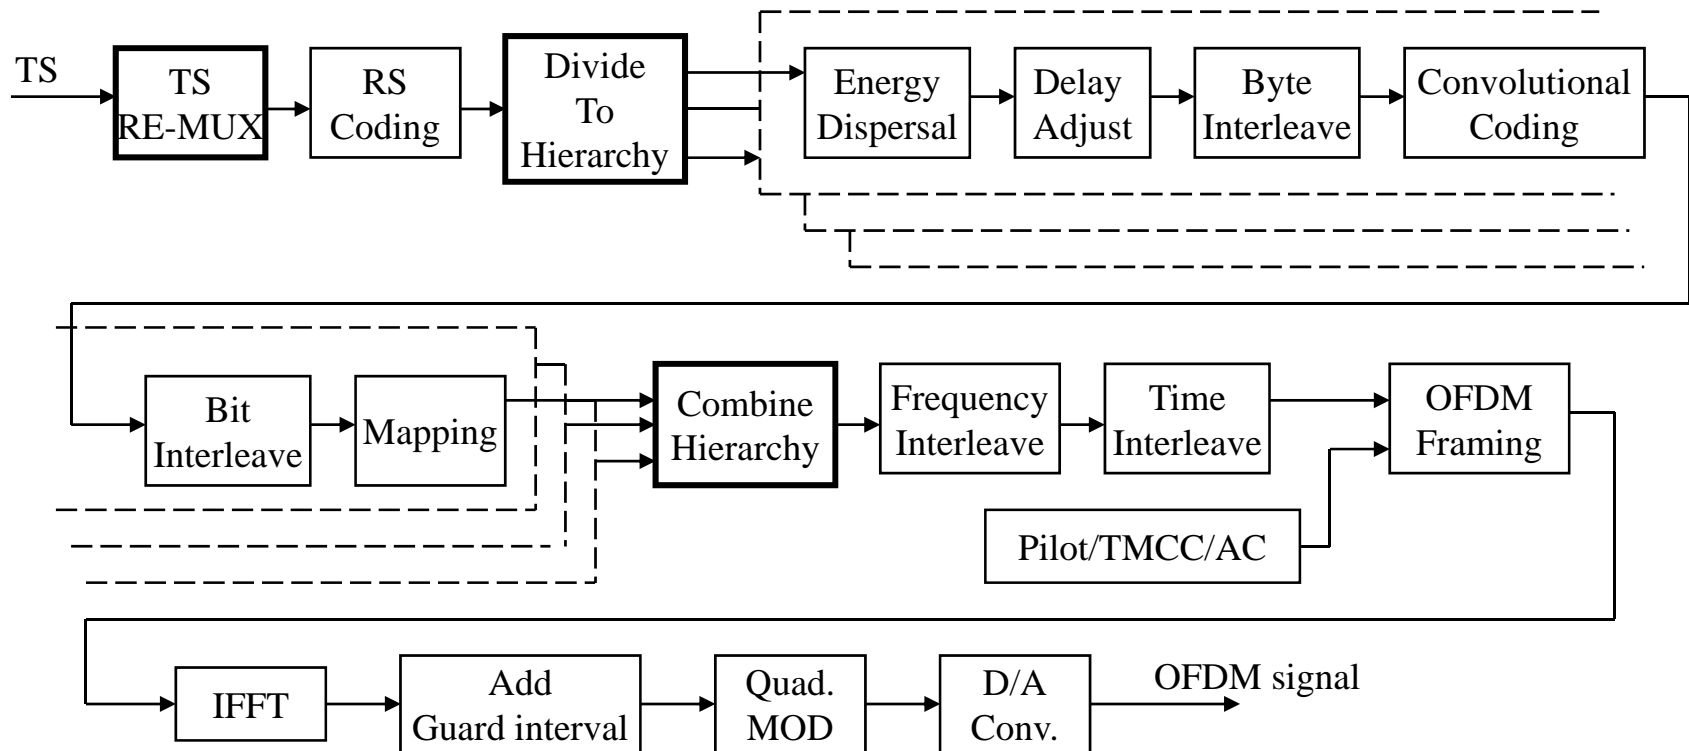 TS
TS
RE-MUX
RS
Coding
Divide
To
Hierarchy
Energy
Dispersal
Delay
Adjust
Byte
Interleave
Convolutional
Coding
Bit
Interleave
Mapping
Combine
Hierarchy
Frequency
Interleave
Time
Interleave
OFDM
Framing
Pilot/TMCC/AC
IFFT
Add
Guard interval
Quad.
MOD
D/A
Conv.
OFDM signal